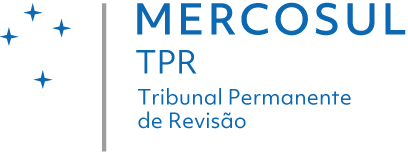 MERCOSUL
TPR
Tribunal Permanente
de Revisão